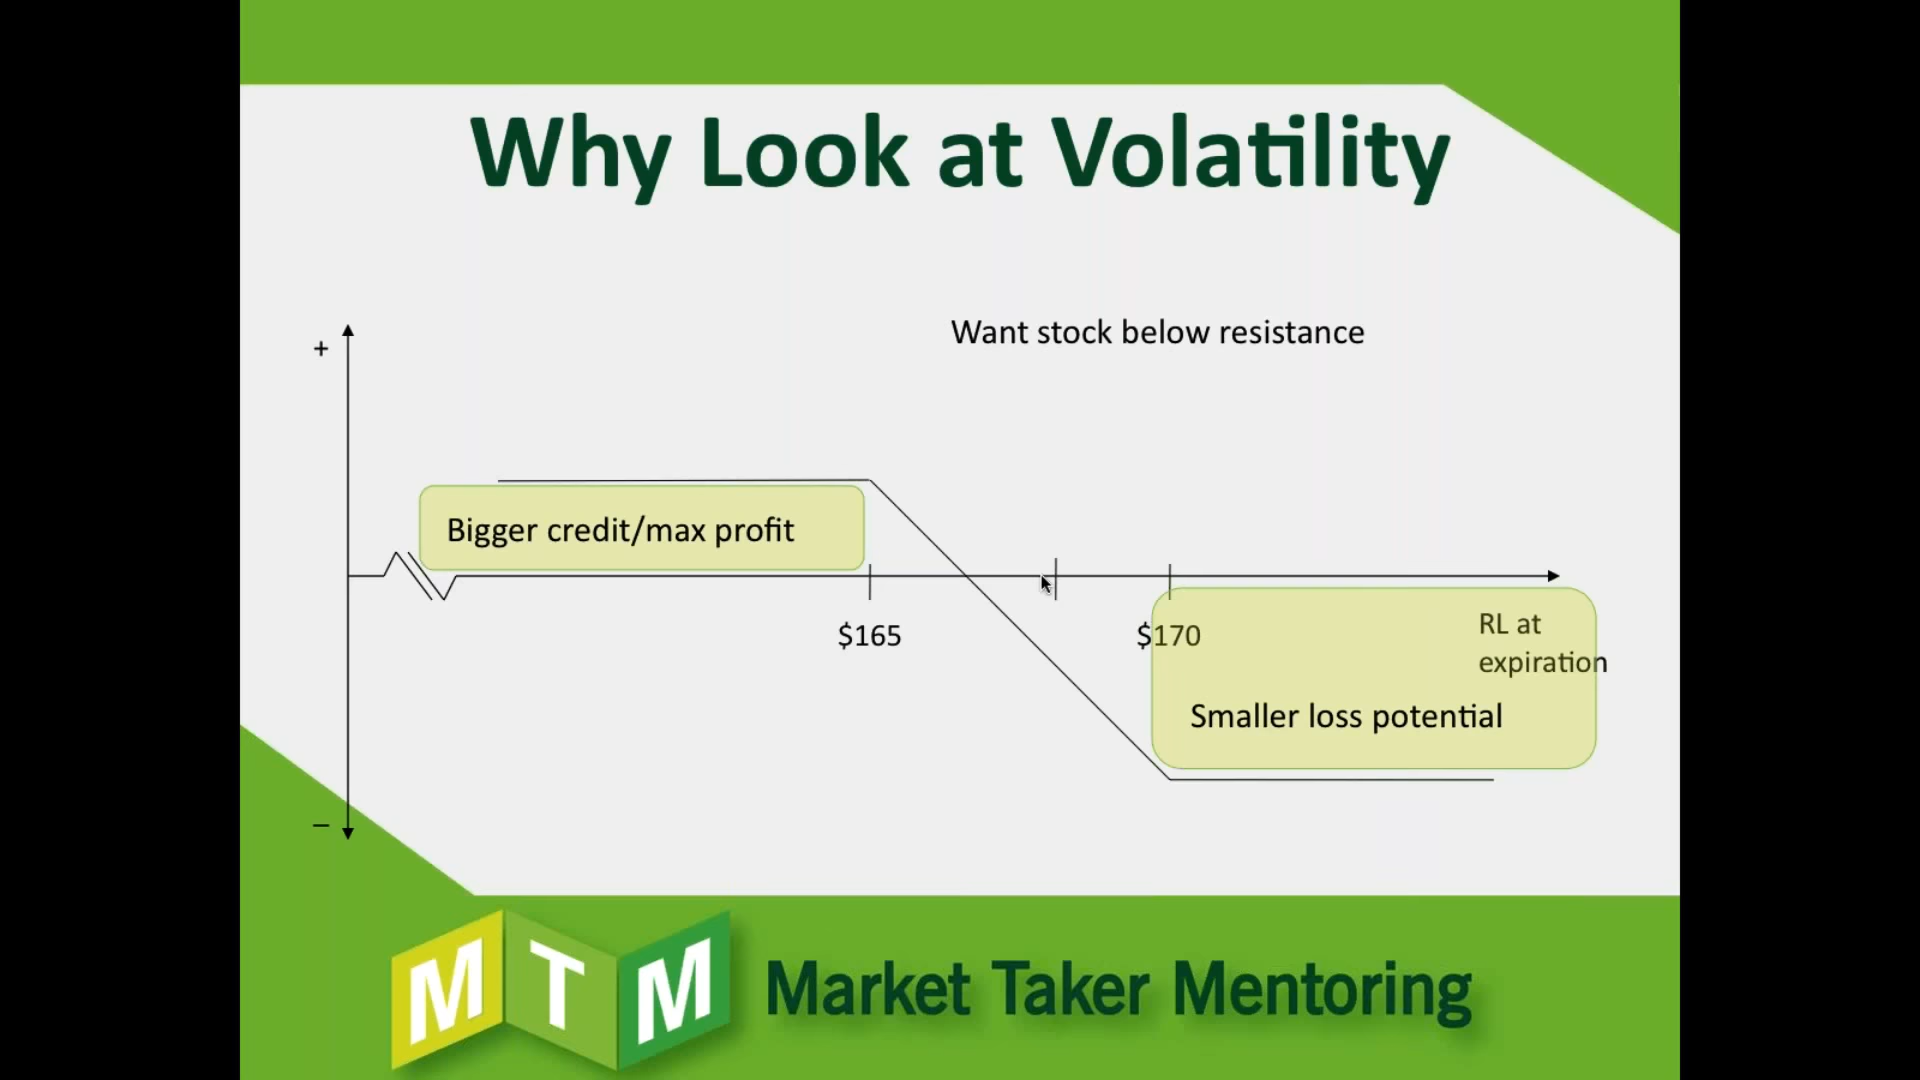 Why Look at Volatility
Want stock below resistance
+
Bigger credit/max profit
$165
$170
RL at
expiration
Smaller loss potential
–
MTM Market Taker Mentoring